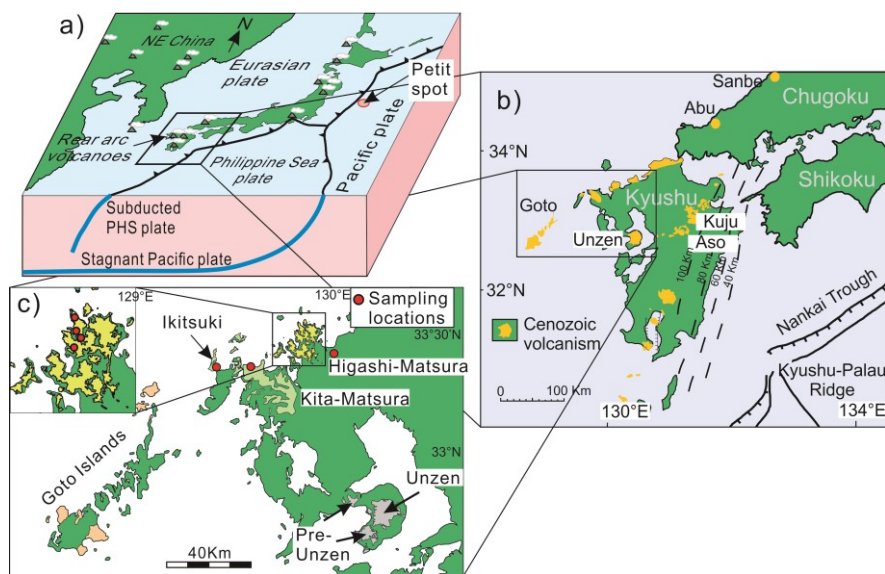 a)
N
NE China
Eurasian
plate
Petit
spot
Rear arc
volcanoes
Philippine Sea
plate
Pacific plate
Subducted
PHS plate
Stagnant Pacific plate
b)
Sanbe
Abu
Chugoku
34°N
Kyushu
Shikoku
Goto
Kuju
Unzen
Aso
100 Km
80 Km
60 Km
40 Km
32°N
Cenozoic
volcanism
Nankai Trough
0
100 Km
Kyushu-Palau
Ridge
130°E
134°E
c)
129°E
130°E
Sampling
locations
Ikitsuki
33°30'N
Higashi-Matsura
Kita-Matsura
Goto Islands
33°N
Unzen
Pre-
Unzen
40Km